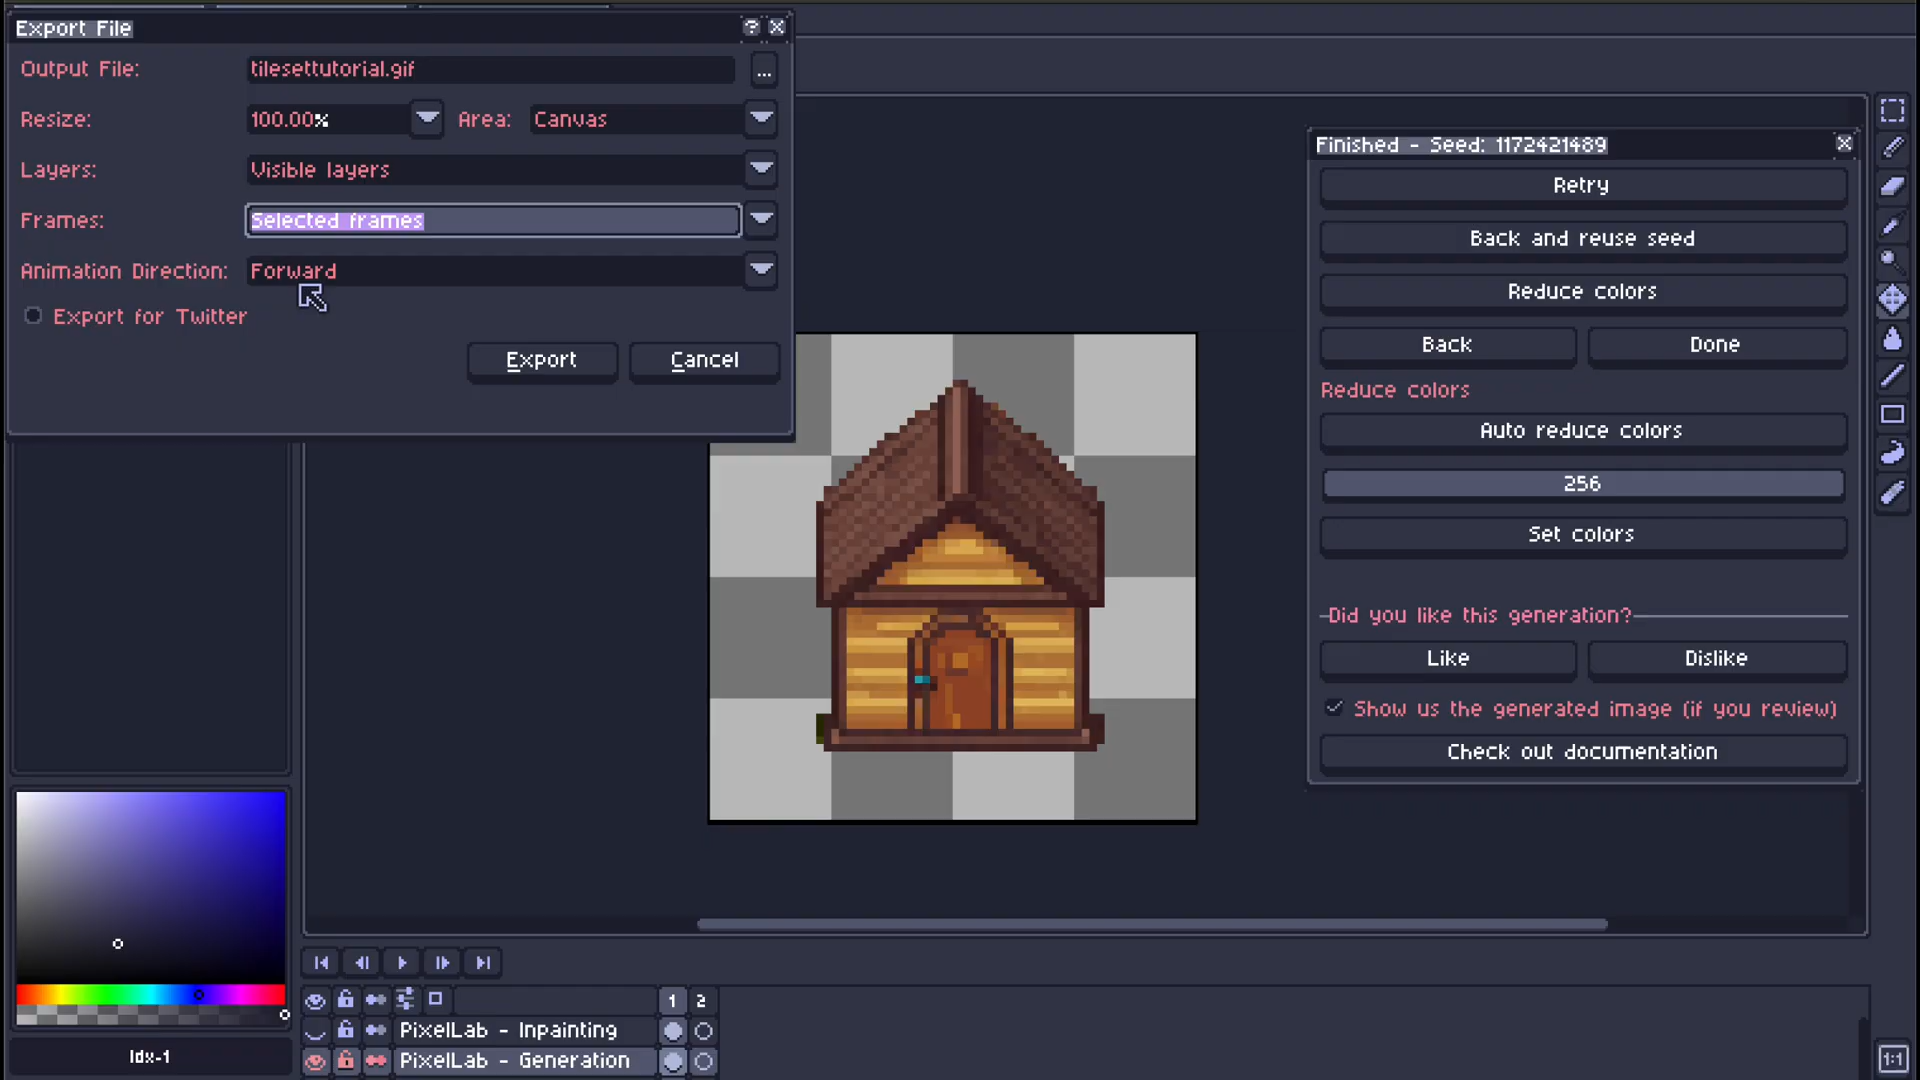 Export File
Output File: tilesettutorial.gif ...
Resize: 100.00% Area: Canvas
Layers: Visible layers
Frames: Selected frames
Animation Direction: Forward
Export for Twitter
Export Cancel
Finished - Seed: 1172421489
Retry
Back and reuse seed
Reduce colors
Back Done
Reduce colors
Auto reduce colors
256
Set colors
Did you like this generation?
Like Dislike
Show us the generated image (if you review)
Check out documentation
Idx-1
1 2
PixelLab - Inpainting
PixelLab - Generation
1:1